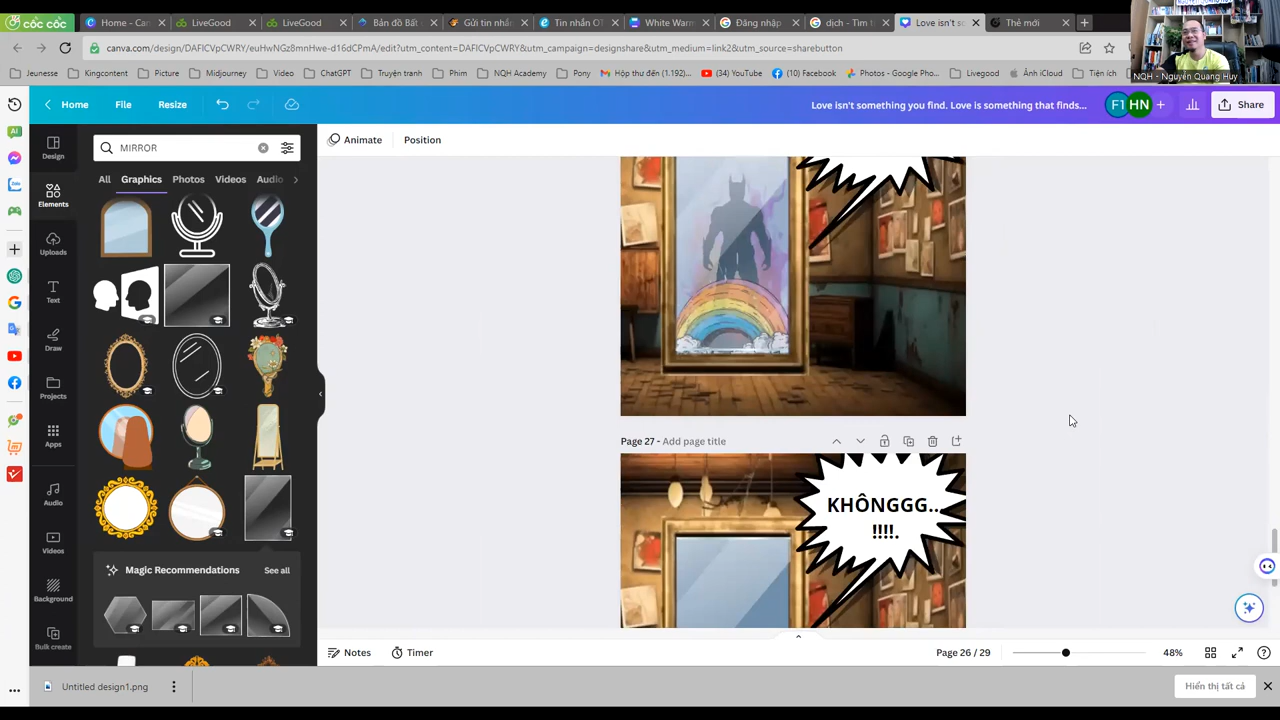 cốc cốc
Home - Can
LiveGood
LiveGood
Bản đồ Bất
Gửi tin nhắ
Tin nhắn OT
White Warm
Đăng nhập
dịch - Tìm k
Love isn't so
Thẻ mới
canva.com/design/DAFICVpCWRY/euHwNGz8mnHwe-d16dCPmA/edit?utm_content=DAFICVpCWRY&utm_campaign=designshare&utm_medium=link2&utm_source=sharebutton
NQH - Nguyễn Quang Huy
Jeunesse
Kingcontent
Picture
Midjourney
Video
ChatGPT
Truyện tranh
Phim
NQH Academy
Pony
Hộp thư đến (1.192)...
(34) YouTube
(10) Facebook
Photos - Google Pho...
Livegood
Ảnh iCloud
Tiện ích
Home
File
Resize
Love isn't something you find. Love is something that finds...
F1
HN
Share
Design
Elements
Uploads
Text
Draw
Projects
Apps
Audio
Videos
Background
Bulk create
MIRROR
All
Graphics
Photos
Videos
Audio
Magic Recommendations
See all
Animate
Position
Page 27 - Add page title
KHÔNGGG..
!!!!.
Notes
Timer
Page 26 / 29
48%
Untitled design1.png
Hiển thị tất cả